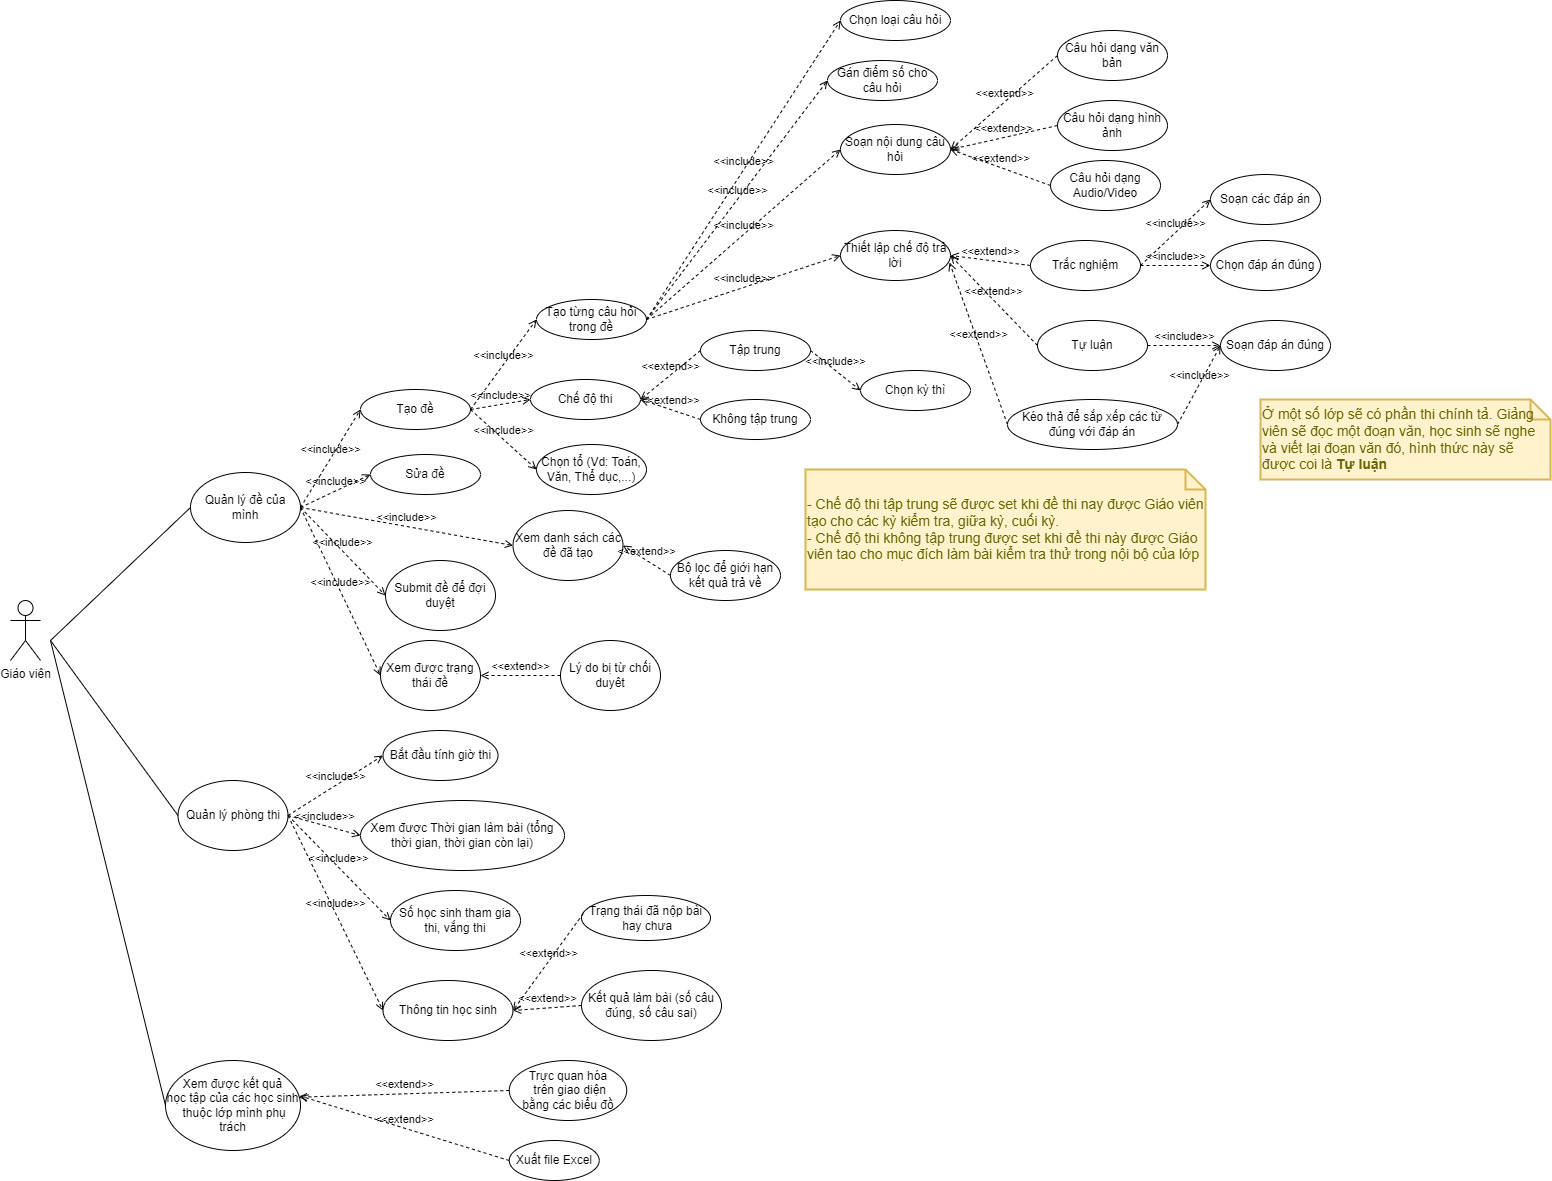 Chọn loại câu hỏi
Gán điểm số cho
câu hỏi
Câu hỏi dạng văn
bản
<<extend>>
Câu hỏi dạng hình
ảnh
<<extend>>
Soạn nội dung câu
hỏi
<<extend>>
Câu hỏi dạng
Audio/Video
<<include>>
<<include>>
<<include>>
<<include>>
Soạn các đáp án
<<include>>
Thiết lập chế độ trả
lời
<<extend>>
Trắc nghiệm
<<include>>
Chọn đáp án đúng
<<extend>>
<<extend>>
Tạo từng câu hỏi
trong đề
Tự luận
<<include>>
Soạn đáp án đúng
<<include>>
<<include>>
Tập trung
<<include>>
<<extend>>
Chọn kỳ thi
<<include>>
Chế độ thi
<<extend>>
Không tập trung
Kéo thả để sắp xếp các từ
đúng với đáp án
Tạo đề
<<include>>
<<include>>
Chọn tổ (Vd: Toán,
Văn, Thể dục,...)
Ở một số lớp sẽ có phần thi chính tả. Giảng
viên sẽ đọc một đoạn văn, học sinh sẽ nghe
và viết lại đoạn văn đó, hình thức này sẽ
được coi là Tự luận
Sửa đề
<<include>>
Quản lý đề của
mình
<<include>>
Xem danh sách các
đề đã tạo
<<extend>>
Bộ lọc để giới hạn
kết quả trả về
- Chế độ thi tập trung sẽ được set khi đề thi nay được Giáo viên
tạo cho các kỳ kiểm tra, giữa kỳ, cuối kỳ.
- Chế độ thi không tập trung được set khi đề thi này được Giáo
viên tao cho mục đích làm bài kiểm tra thử trong nội bộ của lớp
<<include>>
<<include>>
Submit đề để đợi
duyệt
Giáo viên
Xem được trạng
thái đề
<<extend>>
Lý do bị từ chối
duyệt
Bắt đầu tính giờ thi
<<include>>
Quản lý phòng thi
<<include>>
Xem được Thời gian làm bài (tổng
thời gian, thời gian còn lại)
<<include>>
<<include>>
Số học sinh tham gia
thi, vắng thi
Trạng thái đã nộp bài
hay chưa
<<extend>>
Thông tin học sinh
<<extend>>
Kết quả làm bài (số câu
đúng, số câu sai)
Xem được kết quả
học tập của các học sinh
thuộc lớp mình phụ
trách
<<extend>>
Trực quan hóa
trên giao diện
bằng các biểu đồ
<<extend>>
Xuất file Excel